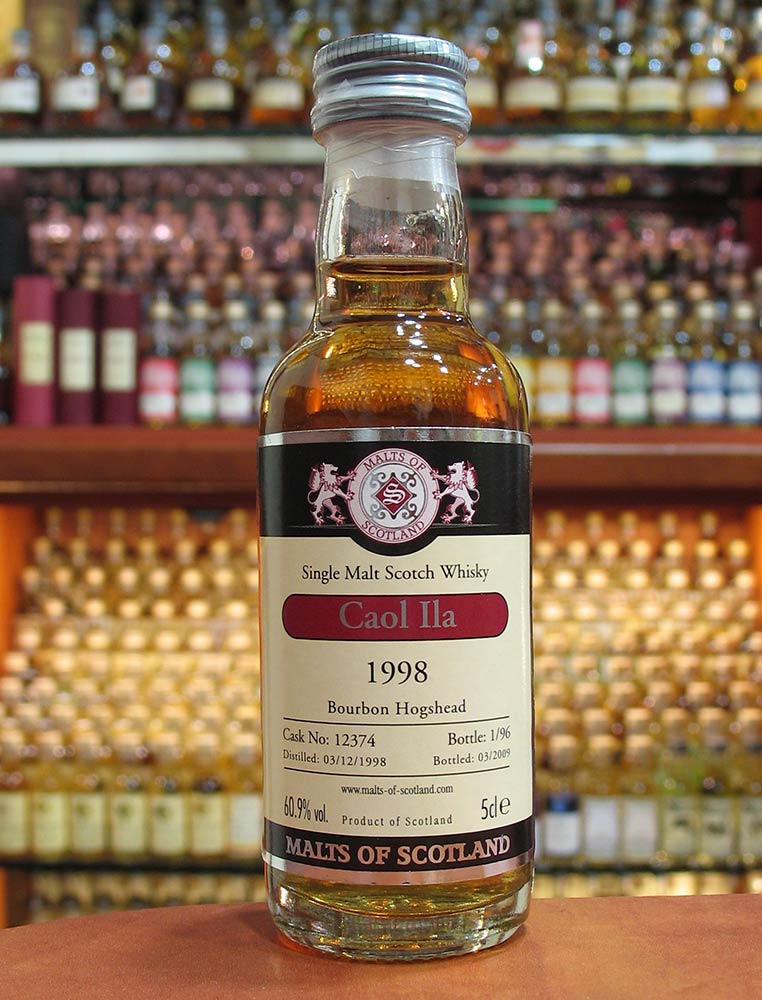 MALTS OF
S
SCOTLAND
Single Malt Scotch Whisky
Caol Ila
1998
Bourbon Hogshead
Cask No: 12374 Bottle: 1/96
Distilled: 03/12/1998 Bottled: 03/2009
www.malts-of-scotland.com
60.9% vol. Product of Scotland 5cl e
MALTS OF SCOTLAND